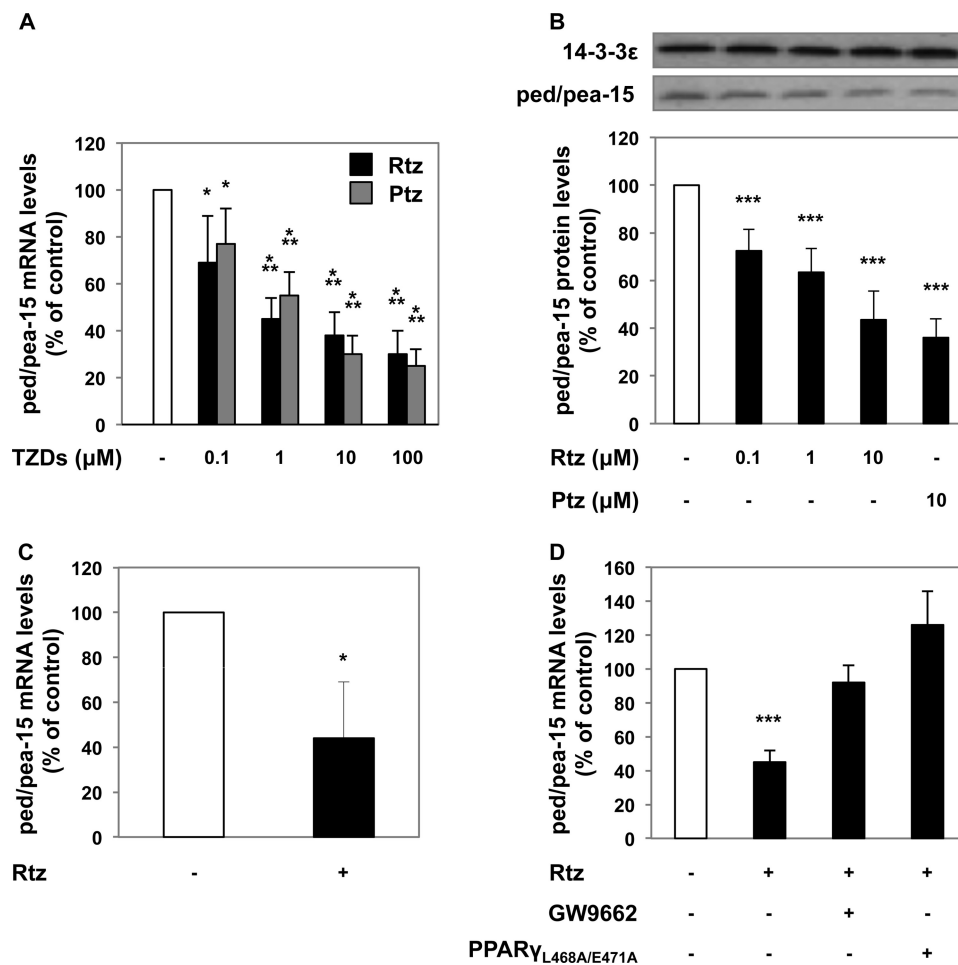 A
ped/pea-15 mRNA levels
(% of control)
120
100
80
60
40
20
0
Rtz
Ptz
* *
* ** * **
* ** * **
* ** * **
TZDs (μM) - 0.1 1 10 100
B
14-3-3ε
ped/pea-15
ped/pea-15 protein levels
(% of control)
120
100
80
60
40
20
0
*** *** *** ***
Rtz (μM) - 0.1 1 10 -
Ptz (μM) - - - - 10
C
ped/pea-15 mRNA levels
(% of control)
120
100
80
60
40
20
0
*
Rtz - +
D
ped/pea-15 mRNA levels
(% of control)
160
140
120
100
80
60
40
20
0
***
Rtz - + + +
GW9662 - - + -
PPARγL468A/E471A - - - +